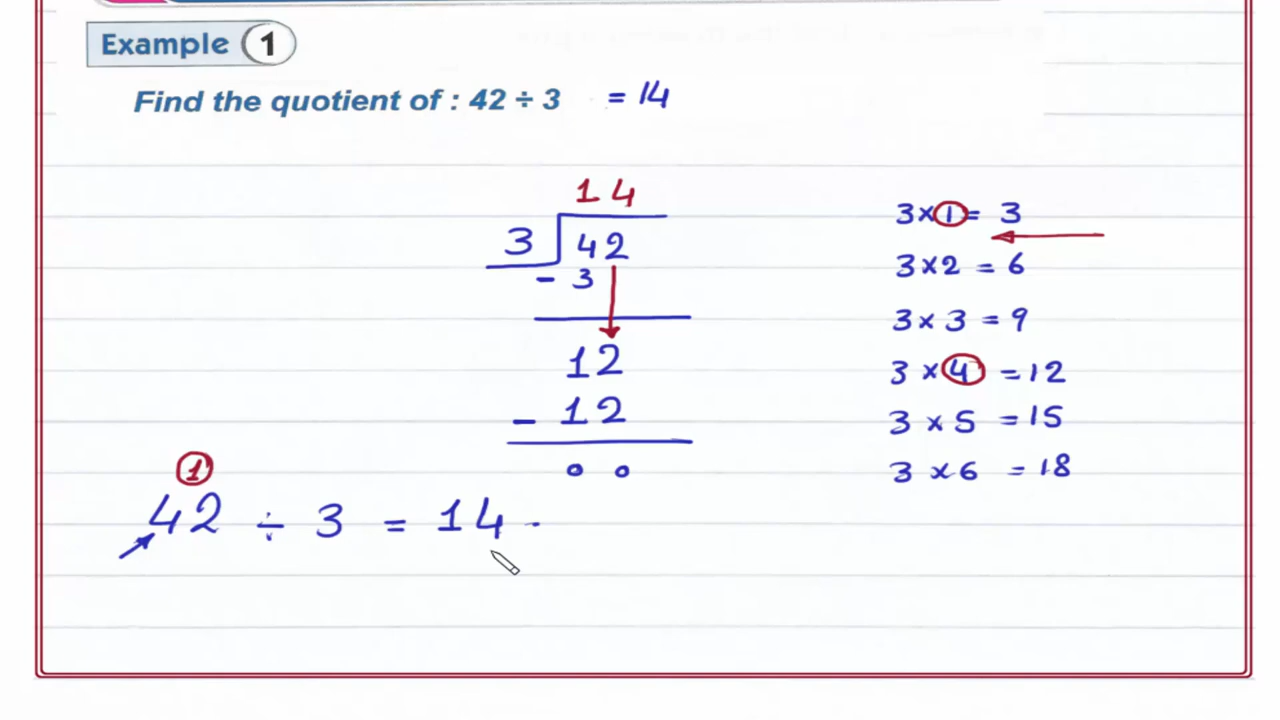 Example 1
Find the quotient of : 42 ÷ 3 = 14
14
3 42
- 3
12
- 12
0 0
3 × 1 = 3
3 × 2 = 6
3 × 3 = 9
3 × 4 = 12
3 × 5 = 15
3 × 6 = 18
1
42 ÷ 3 = 14